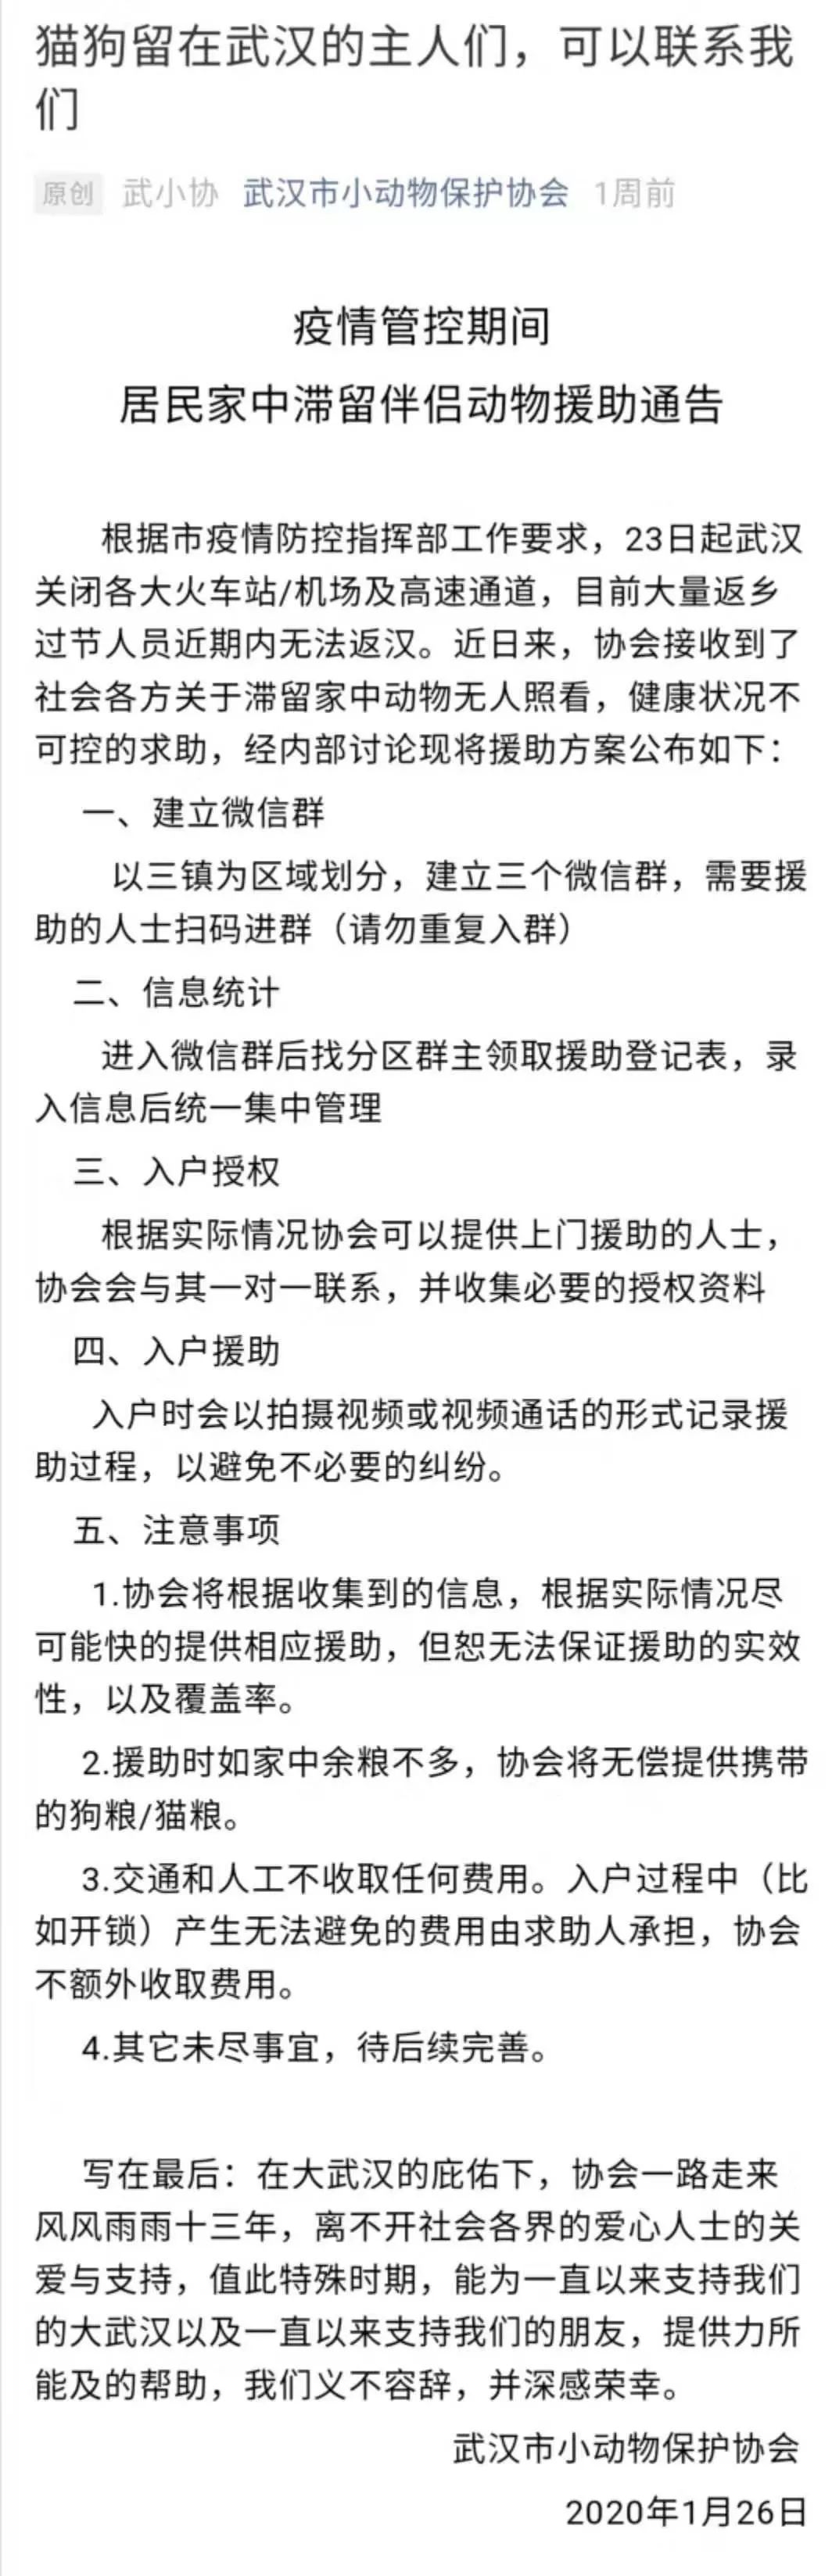 猫狗留在武汉的主人们，可以联系我
们
原创 武小协 武汉市小动物保护协会 1周前
疫情管控期间
居民家中滞留伴侣动物援助通告
根据市疫情防控指挥部工作要求，23日起武汉
关闭各大火车站/机场及高速通道，目前大量返乡
过节人员近期内无法返汉。近日来，协会接收到了
社会各方关于滞留家中动物无人照看，健康状况不
可控的求助，经内部讨论现将援助方案公布如下：
一、建立微信群
以三镇为区域划分，建立三个微信群，需要援
助的人士扫码进群（请勿重复入群）
二、信息统计
进入微信群后找分区群主领取援助登记表，录
入信息后统一集中管理
三、入户授权
根据实际情况协会可以提供上门援助的人士，
协会会与其一对一联系，并收集必要的授权资料
四、入户援助
入户时会以拍摄视频或视频通话的形式记录援
助过程，以避免不必要的纠纷。
五、注意事项
1.协会将根据收集到的信息，根据实际情况尽
可能快的提供相应援助，但恕无法保证援助的实效
性，以及覆盖率。
2.援助时如家中余粮不多，协会将无偿提供携带
的狗粮/猫粮。
3.交通和人工不收取任何费用。入户过程中（比
如开锁）产生无法避免的费用由求助人承担，协会
不额外收取费用。
4.其它未尽事宜，待后续完善。
写在最后：在大武汉的庇佑下，协会一路走来
风风雨雨十三年，离不开社会各界的爱心人士的关
爱与支持，值此特殊时期，能为一直以来支持我们
的大武汉以及一直以来支持我们的朋友，提供力所
能及的帮助，我们义不容辞，并深感荣幸。
武汉市小动物保护协会
2020年1月26日